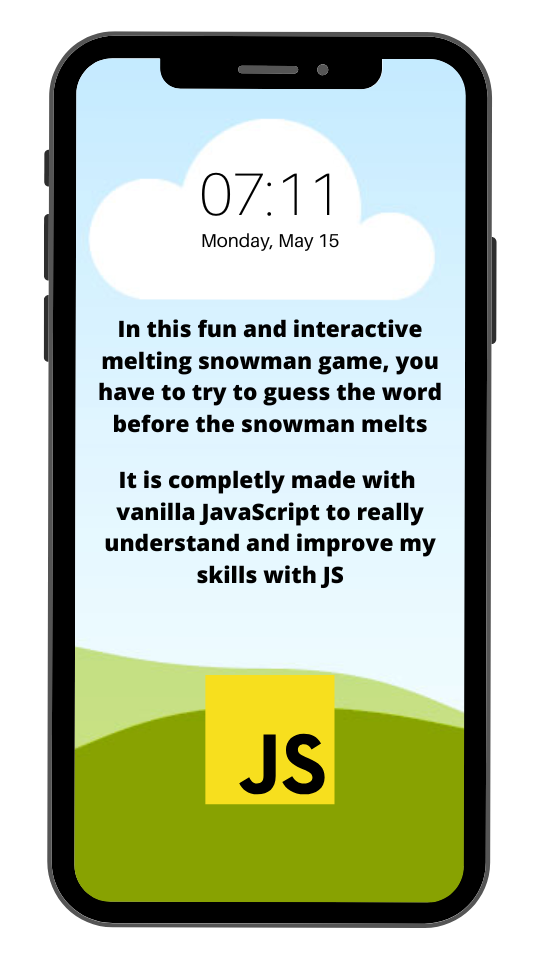 07:11
Monday, May 15
In this fun and interactive
melting snowman game, you
have to try to guess the word
before the snowman melts
It is completly made with
vanilla JavaScript to really
understand and improve my
skills with JS
JS